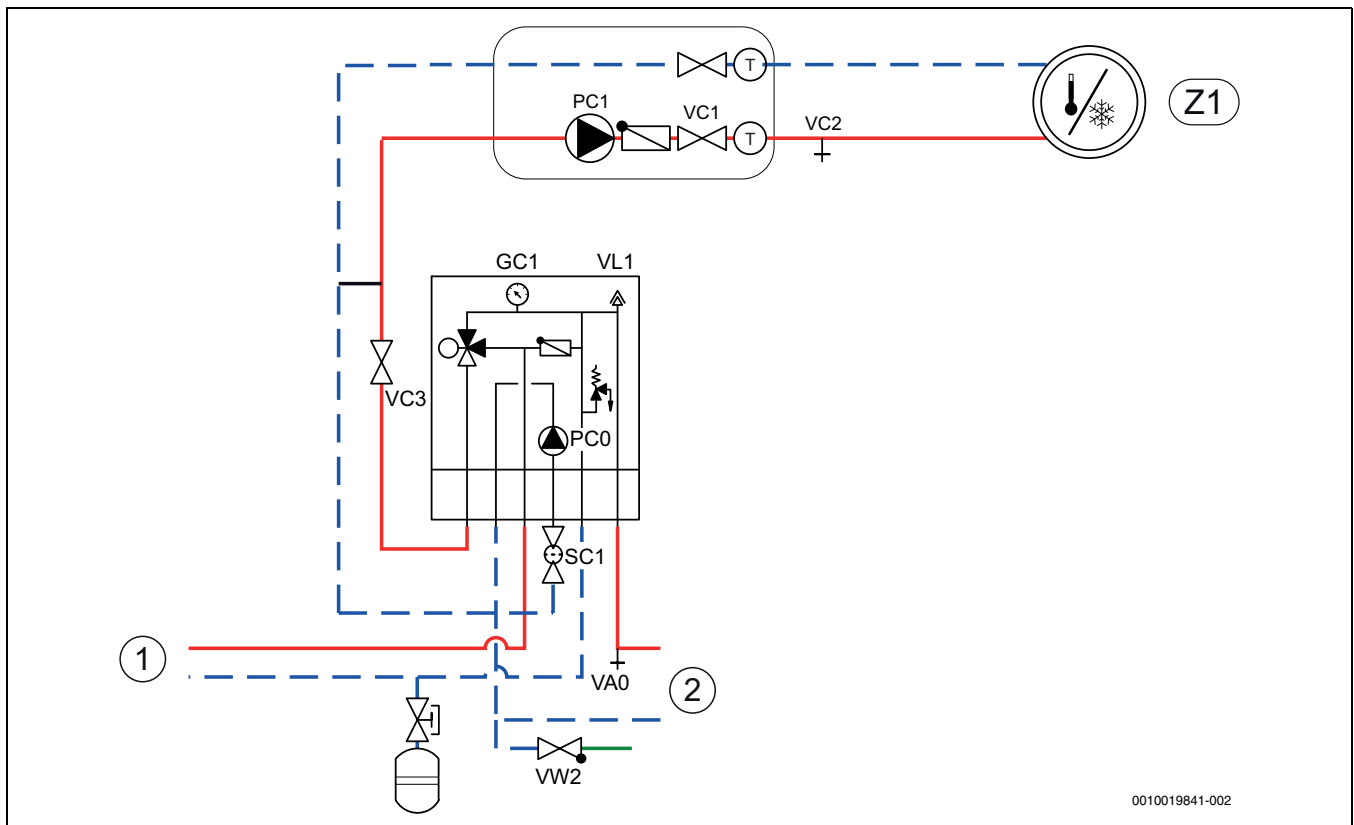 T
PC1
VC1
T
VC2
Z1
GC1
VL1
VC3
PC0
SC1
1
VA0
2
VW2
0010019841-002